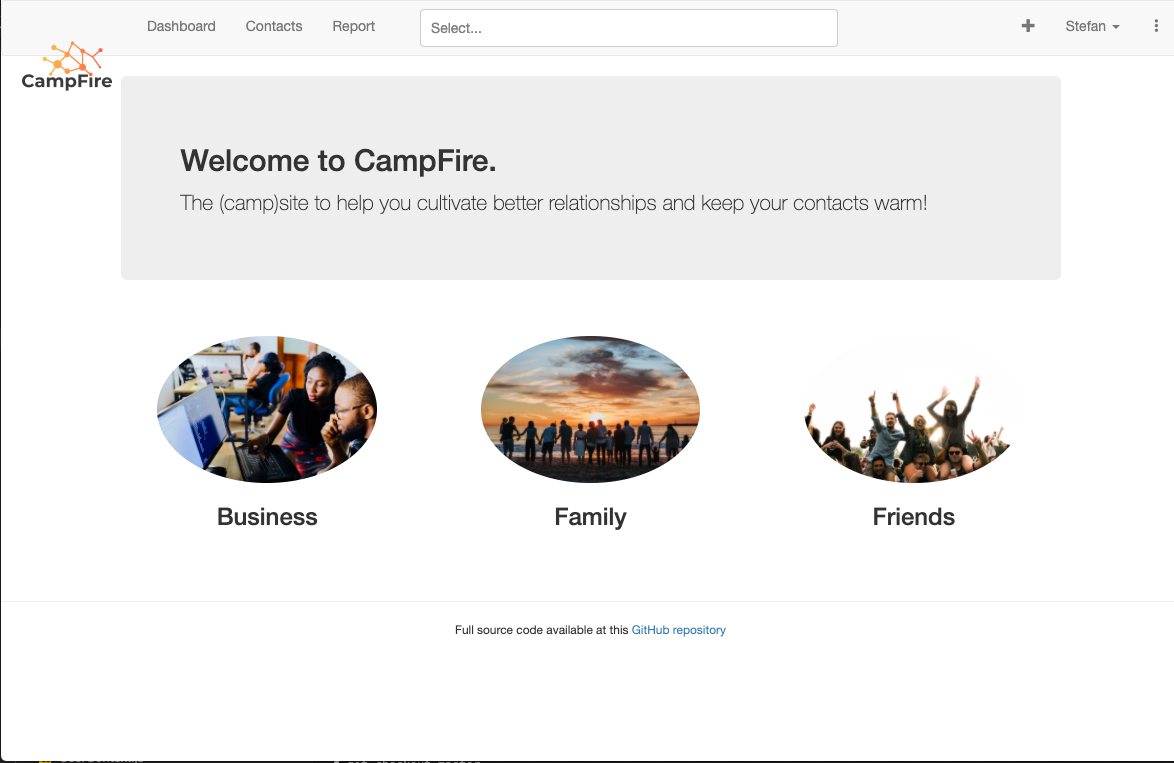 Dashboard Contacts Report Select... Stefan
CampFire
Welcome to CampFire.
The (camp)site to help you cultivate better relationships and keep your contacts warm!
Business Family Friends
Full source code available at this GitHub repository